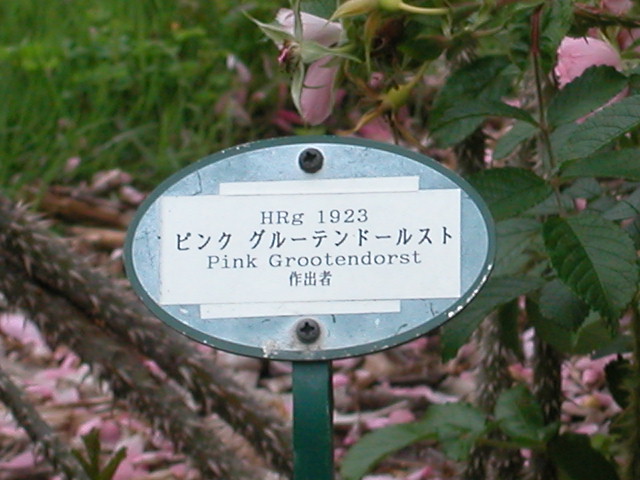 HRg 1923
ピンク グルーテンドールスト
Pink Grootendorst
作出者